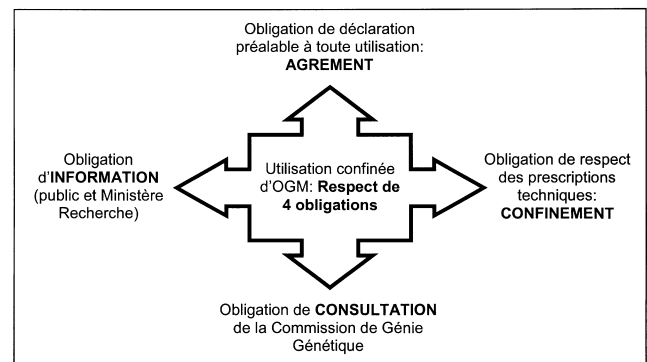 Obligation de déclaration
préalable à toute utilisation:
AGREMENT
Obligation
d'INFORMATION
(public et Ministère
Recherche)
Utilisation confinée
d'OGM: Respect de
4 obligations
Obligation de respect
des prescriptions
techniques:
CONFINEMENT
Obligation de CONSULTATION
de la Commission de Génie
Génétique